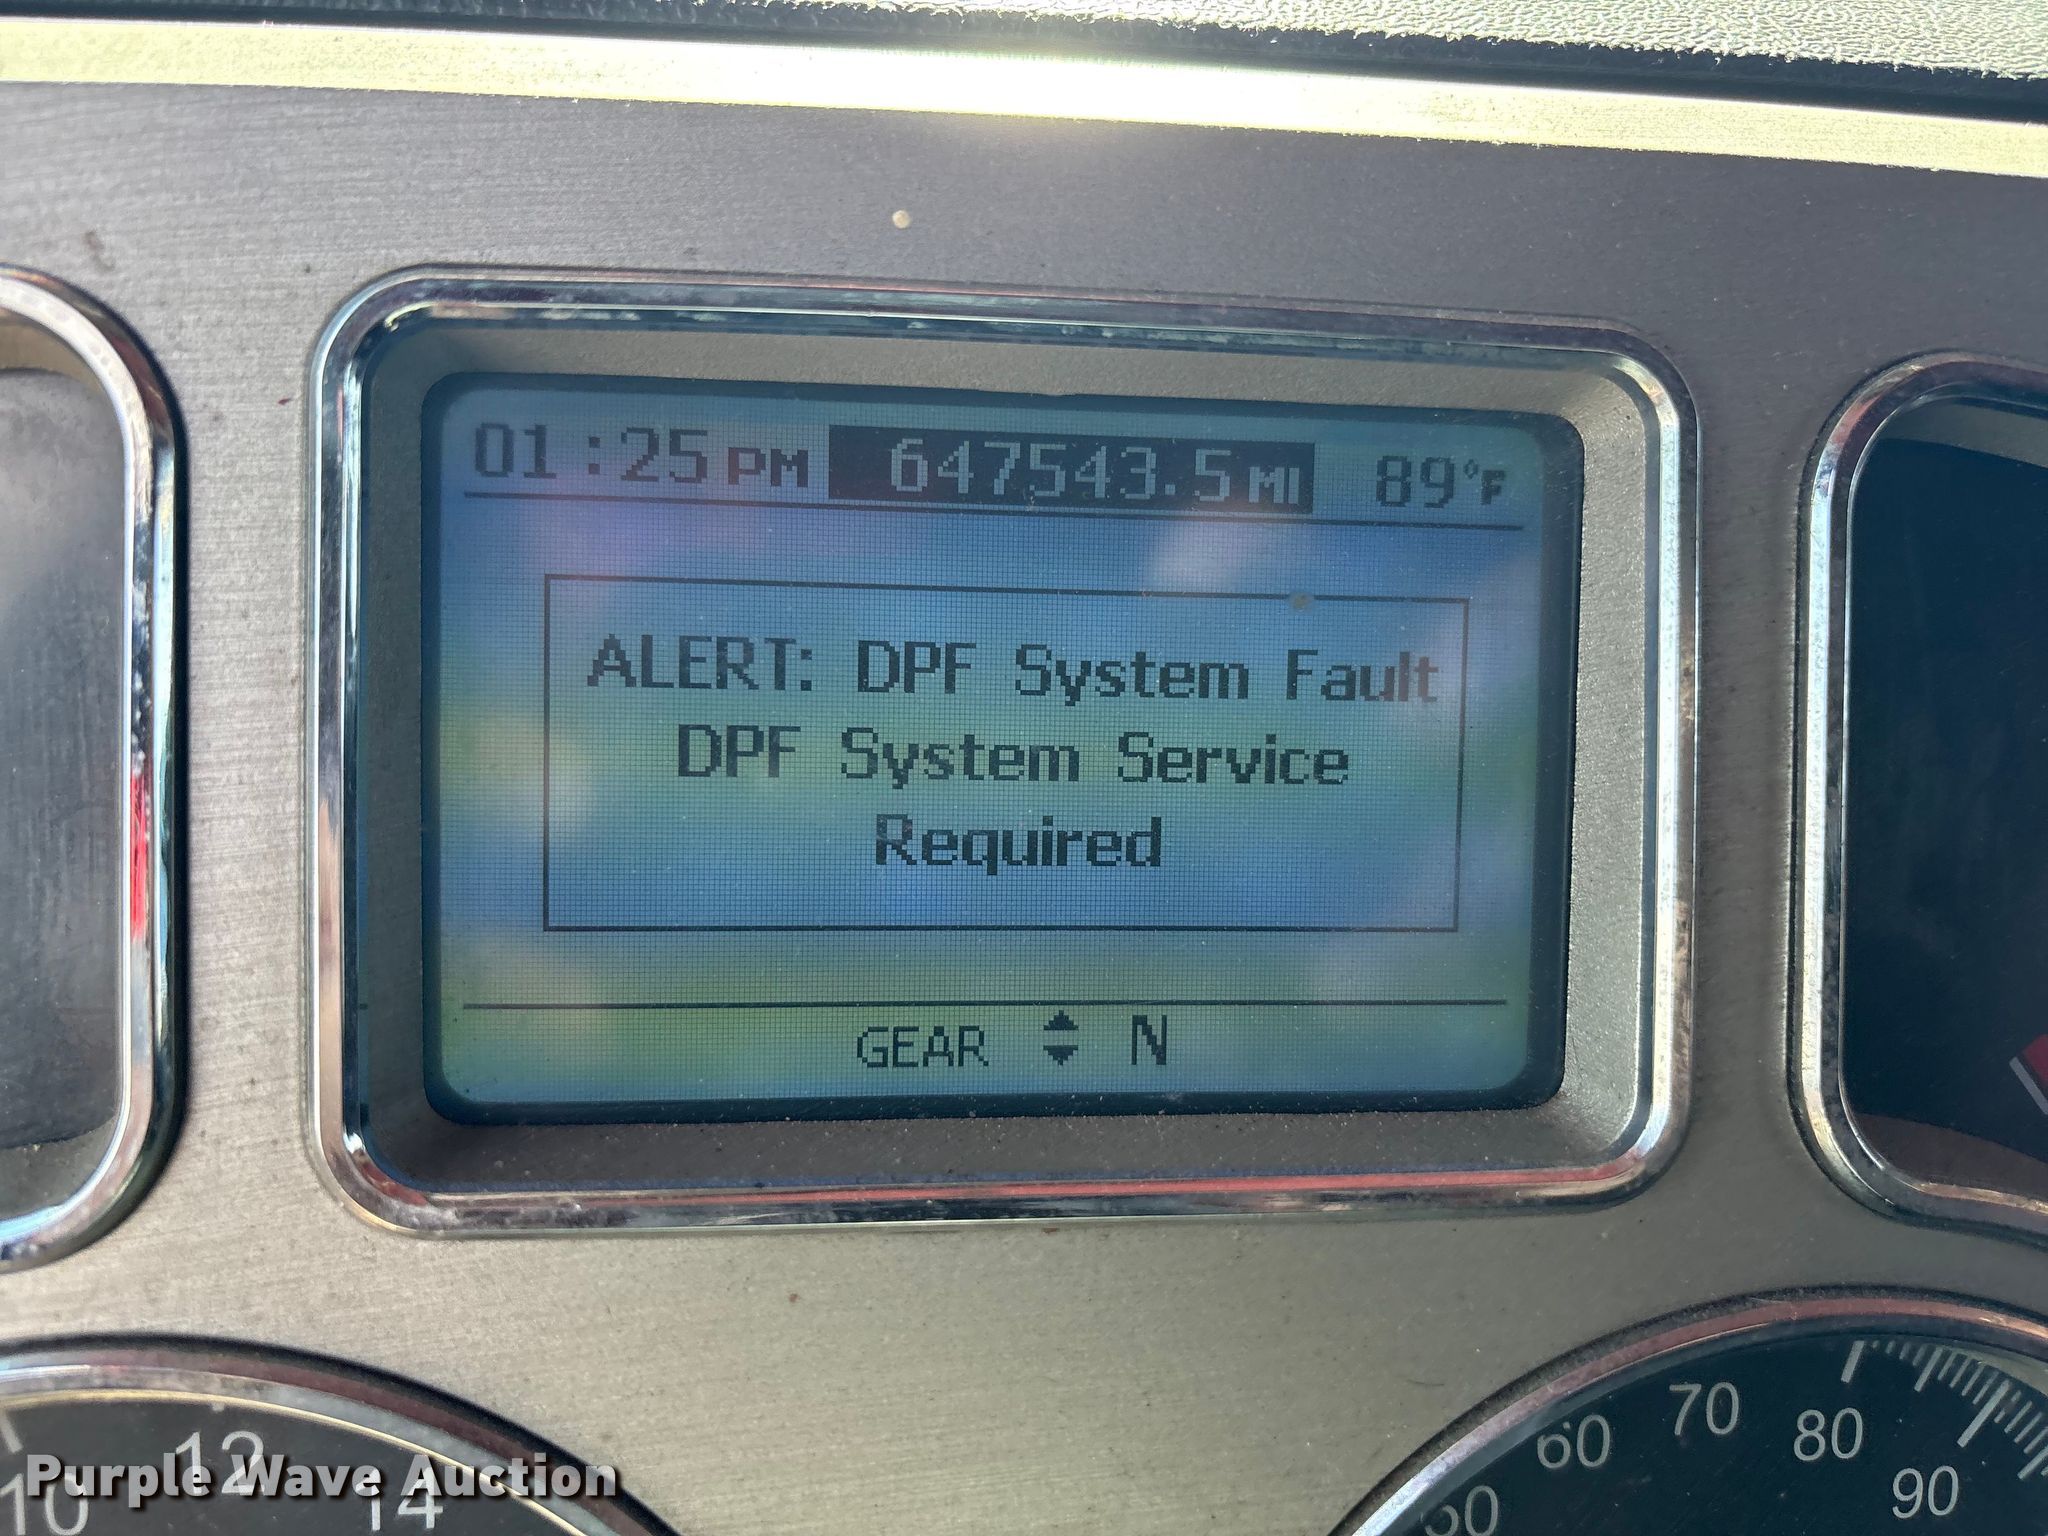 01:25 PM 647543.5 MI 89°F
ALERT: DPF System Fault
DPF System Service
Required
GEAR N
10 12 14
50 60 70 80 90
Purple Wave Auction